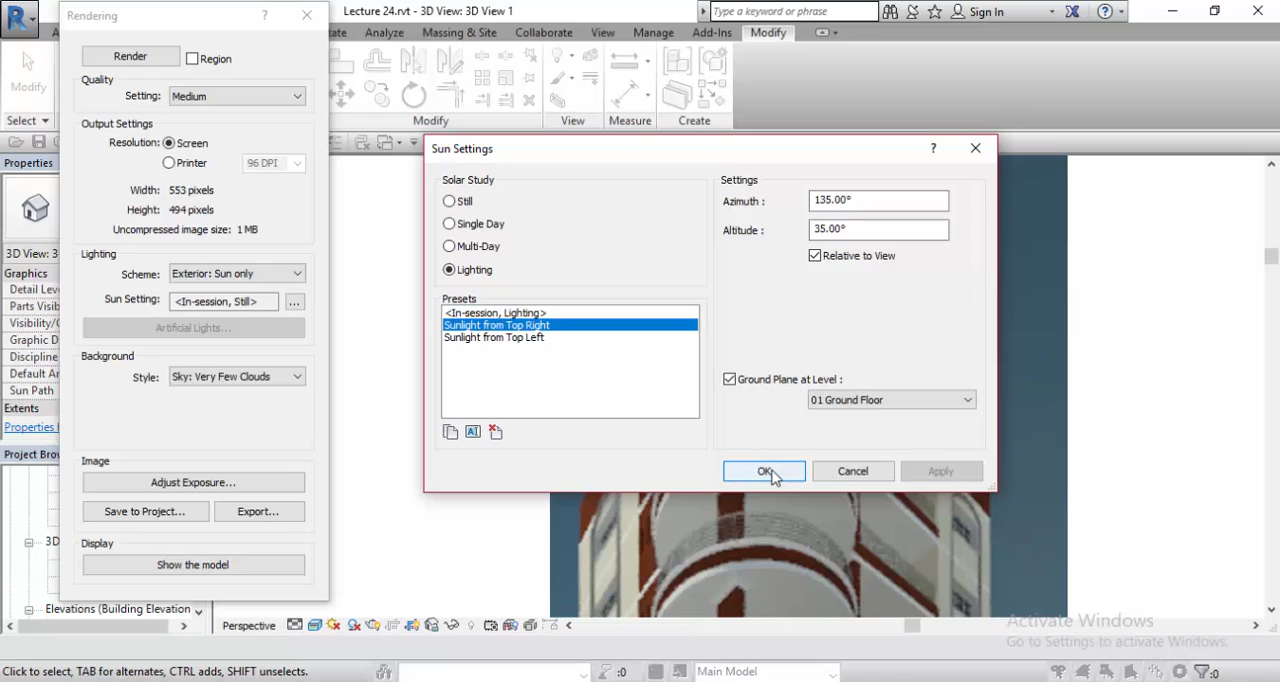 Rendering
Lecture 24.rvt - 3D View: 3D View 1
Type a keyword or phrase
Sign In
Analyze
Massing & Site
Collaborate
View
Manage
Add-Ins
Modify
Render
Region
Quality
Setting:
Medium
Output Settings
Resolution:
Screen
Printer
96 DPI
Width:
553 pixels
Height:
494 pixels
Uncompressed image size:
1 MB
Lighting
Scheme:
Exterior: Sun only
Sun Setting:
<In-session, Still>
...
Artificial Lights...
Background
Style:
Sky: Very Few Clouds
Image
Adjust Exposure...
Save to Project...
Export...
Display
Show the model
Modify
Select
Modify
View
Measure
Create
Properties
3D View: 3
Graphics
Detail Lev
Parts Visib
Visibility/
Graphic D
Discipline
Default Ar
Sun Path
Extents
Properties
Project Brow
3D
Elevations (Building Elevation
Sun Settings
Solar Study
Still
Single Day
Multi-Day
Lighting
Presets
<In-session, Lighting>
Sunlight from Top Right
Sunlight from Top Left
Settings
Azimuth :
135.00°
Altitude :
35.00°
Relative to View
Ground Plane at Level :
01 Ground Floor
OK
Cancel
Apply
Perspective
Activate Windows
Go to Settings to activate Windows.
Click to select, TAB for alternates, CTRL adds, SHIFT unselects.
:0
Main Model
:0